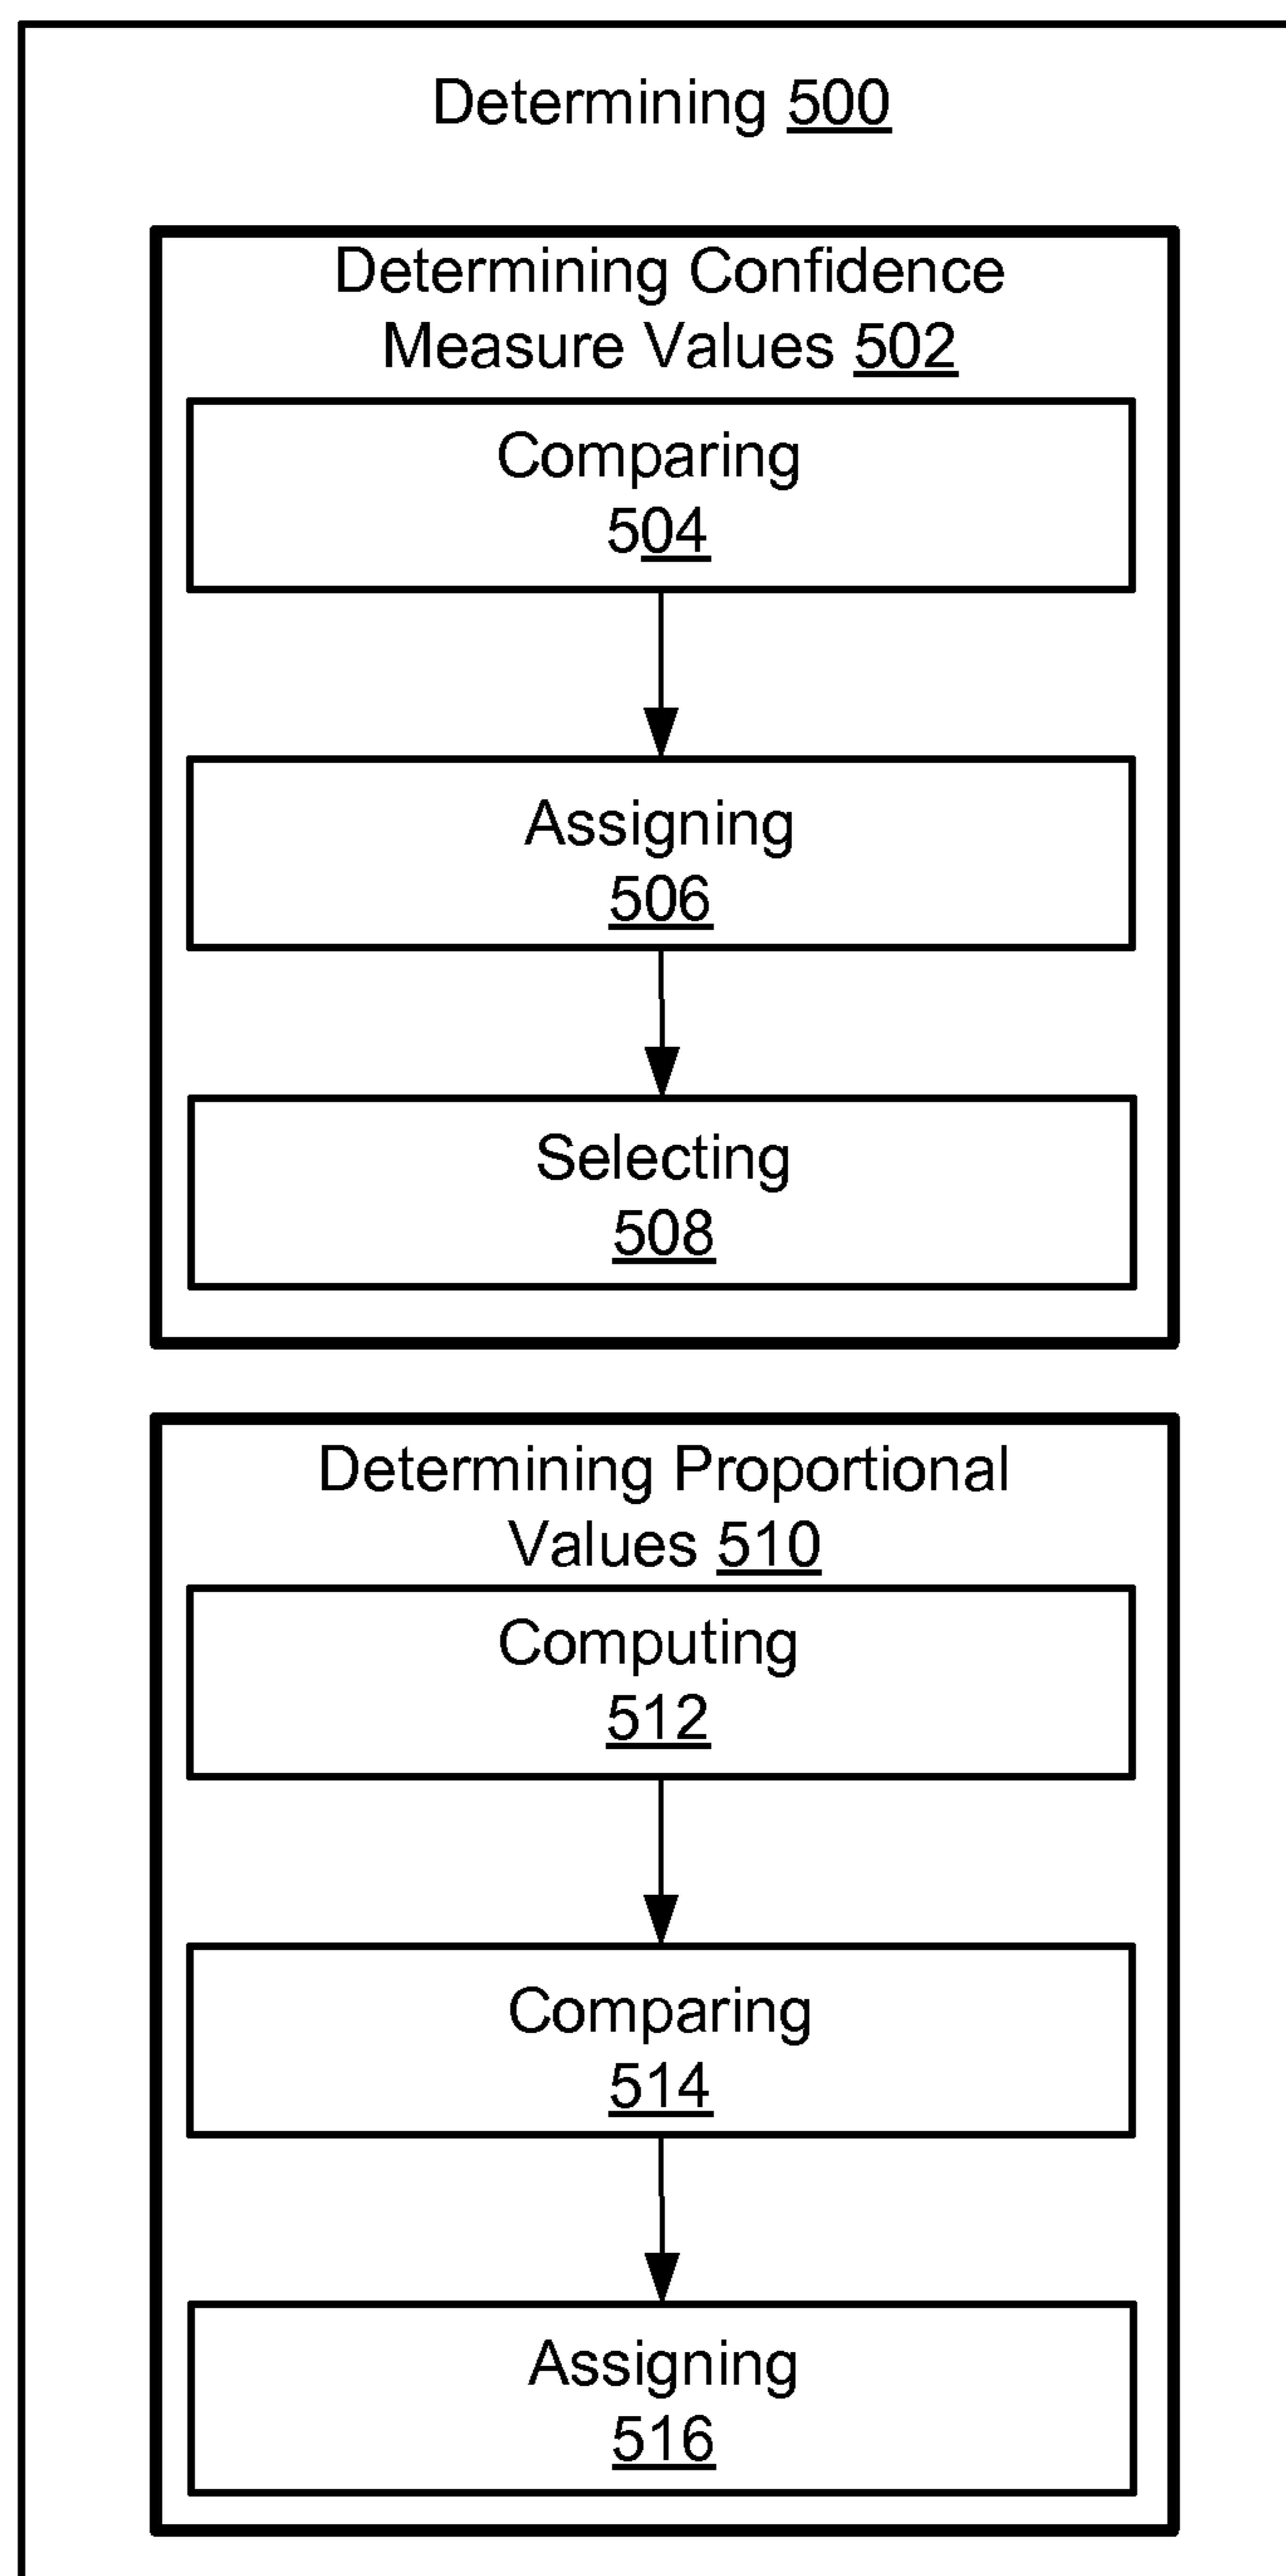 Determining 500
Determining Confidence
Measure Values 502
Comparing
504
Assigning
506
Selecting
508
Determining Proportional
Values 510
Computing
512
Comparing
514
Assigning
516